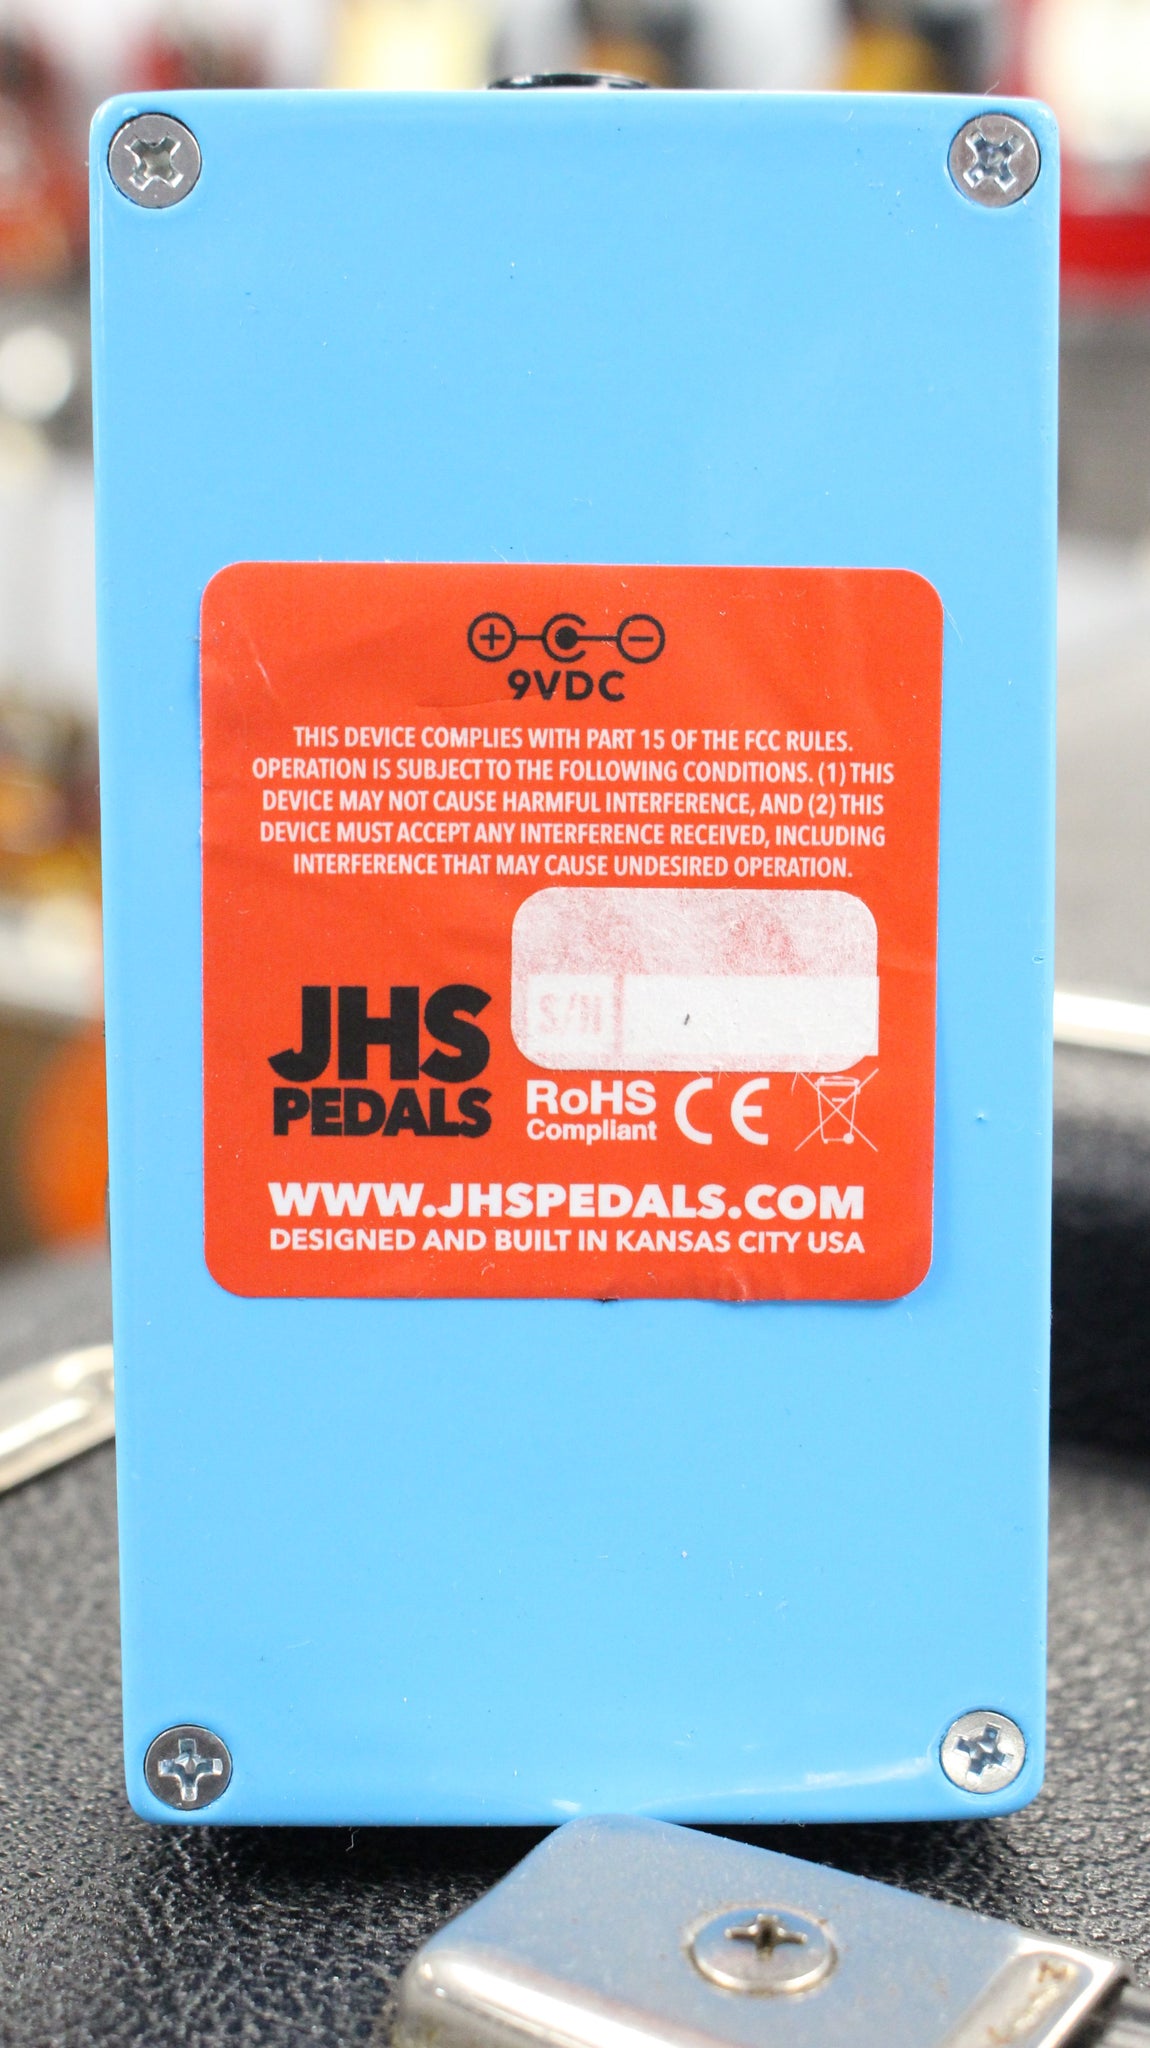 9VDC
THIS DEVICE COMPLIES WITH PART 15 OF THE FCC RULES.
OPERATION IS SUBJECT TO THE FOLLOWING CONDITIONS. (1) THIS
DEVICE MAY NOT CAUSE HARMFUL INTERFERENCE, AND (2) THIS
DEVICE MUST ACCEPT ANY INTERFERENCE RECEIVED, INCLUDING
INTERFERENCE THAT MAY CAUSE UNDESIRED OPERATION.
S/N
JHS
PEDALS
RoHS
Compliant
CE
WWW.JHSPEDALS.COM
DESIGNED AND BUILT IN KANSAS CITY USA